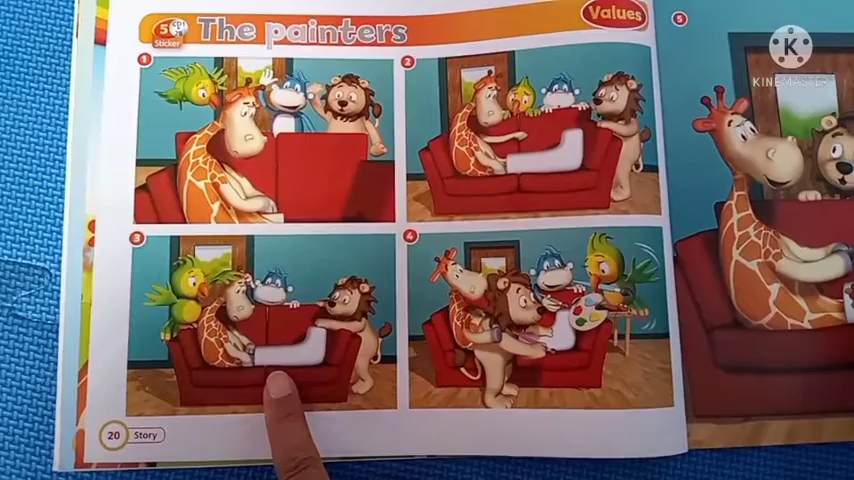 5 CD1
Sticker
The painters
Values
1
2
3
4
5
KINEMASTER
20 Story